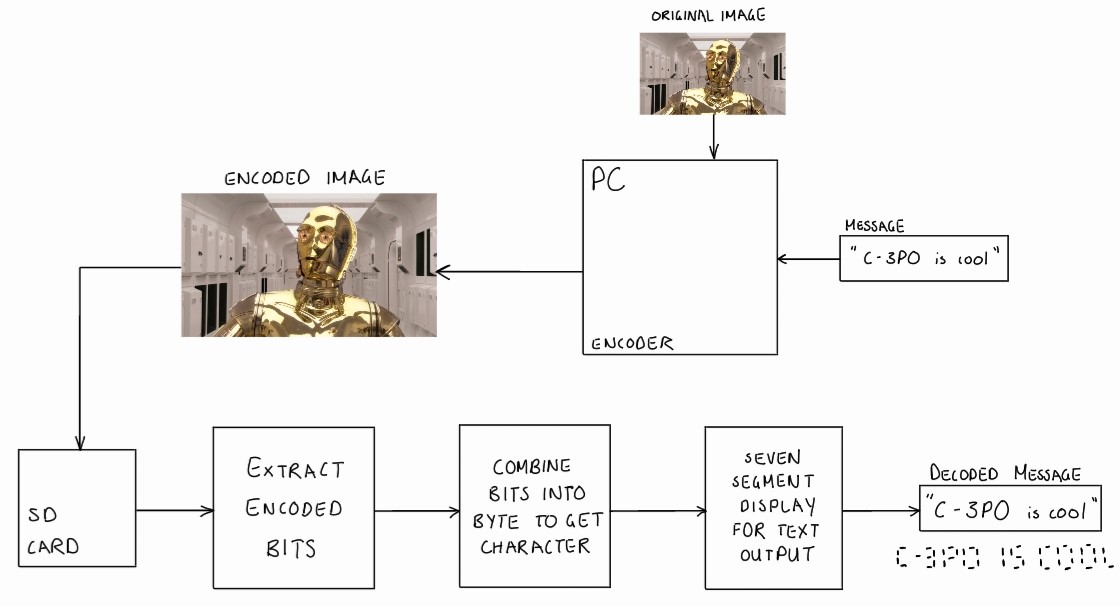 ORIGINAL IMAGE
PC
ENCODER
MESSAGE
"C-3PO is cool"
ENCODED IMAGE
SD
CARD
EXTRACT
ENCODED
BITS
COMBINE
BITS INTO
BYTE TO GET
CHARACTER
SEVEN
SEGMENT
DISPLAY
FOR TEXT
OUTPUT
DECODED MESSAGE
"C-3PO is cool"
C-3PO IS COOL